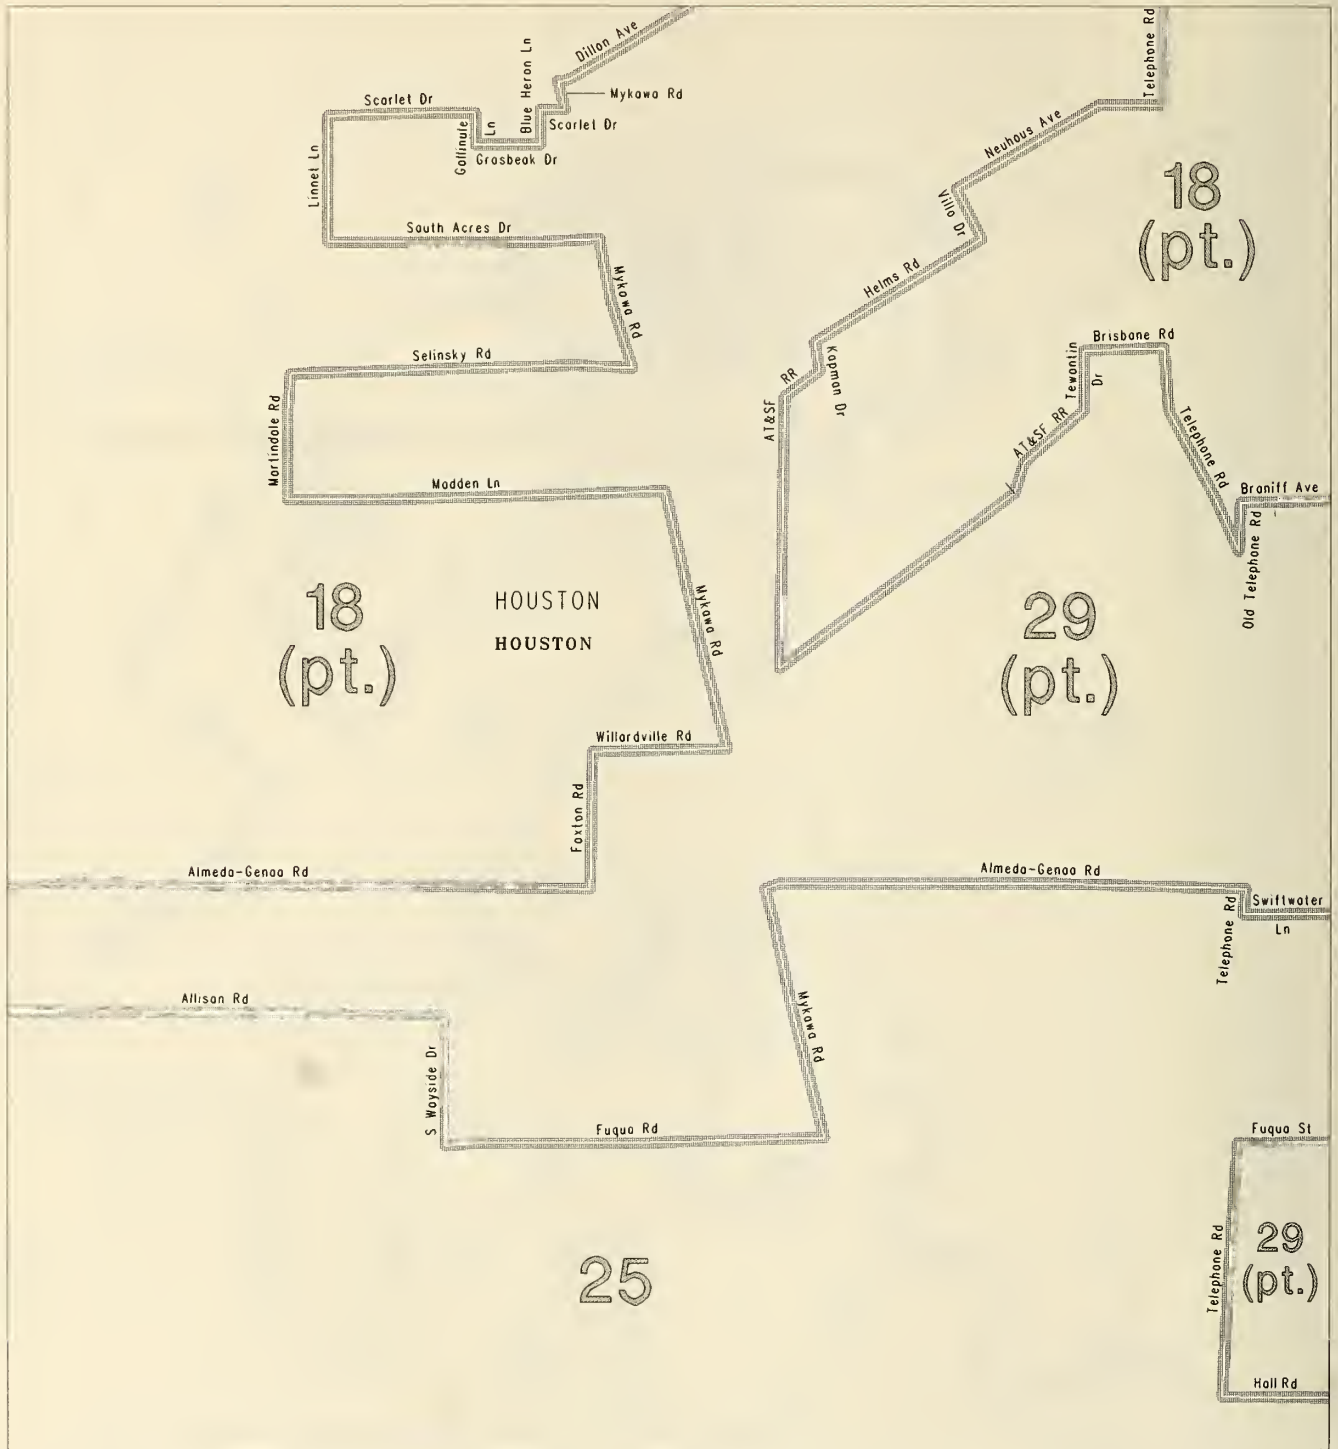 Telephone Rd
Dillon Ave
Blue Heron Ln
Mykawa Rd
Scarlet Dr
Scarlet Dr
Gallinule Ln
Grasbeak Dr
Linnet Ln
Neuhous Ave
18
(pt.)
Villa Dr
South Acres Dr
Mykawa Rd
Helms Rd
Selinsky Rd
Kapman Dr
AT&SF RR
Brisbane Rd
Tewantin
Dr
Martindale Rd
AT&SF RR
Telephone Rd
Madden Ln
Braniff Ave
Old Telephone Rd
18
(pt.)
HOUSTON
HOUSTON
Mykawa Rd
29
(pt.)
Willardville Rd
Foxton Rd
Almeda-Genoa Rd
Almeda-Genoa Rd
Telephone Rd
Swiftwater
Ln
Allison Rd
Mykawa Rd
S Wayside Dr
Fuqua Rd
Fuqua St
29
(pt.)
Telephone Rd
25
Hall Rd